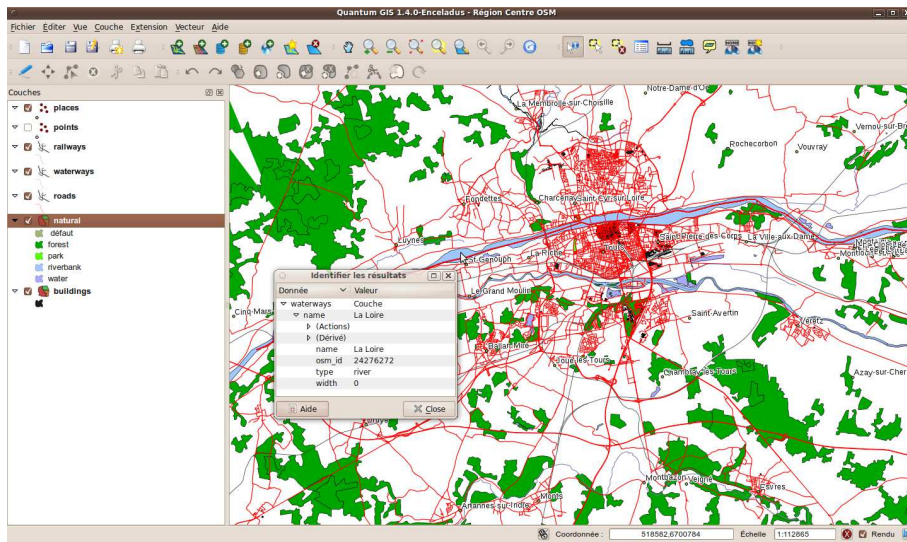 Quantum GIS 1.4.0-Enceladus - Région Centre OSM
Fichier Éditer Vue Couche Extension Vecteur Aide
Couches
places
points
railways
waterways
roads
natural
défaut
forest
park
riverbank
water
buildings
Notre-Dame-d'O
La Membrolle-sur-Choisille
Vernou-sur-Br
Rochecorbon
Vouvray
Fondettes
Charcenay
Saint-Cyr-sur-Loire
Luynes
St-Genouph
La Riche
Tours
Saint-Pierre-des-Corps
La Ville-aux-Dames
Le Grand Moulin
Cinq-Mars
Saint-Avertin
Véretz
Ballan-Miré
Joué-les-Tours
Chambray-lès-Tours
Azay-sur-Cher
Montbazon
Veigné
Esvres
Monts
Artannes-sur-Indre
Identifier les résultats
Donnée Valeur
waterways Couche
name La Loire
(Actions)
(Dérivé)
name La Loire
osm_id 24276272
type river
width 0
Aide Close
Coordonnée : 518582,6700784 Échelle 1:112865 Rendu